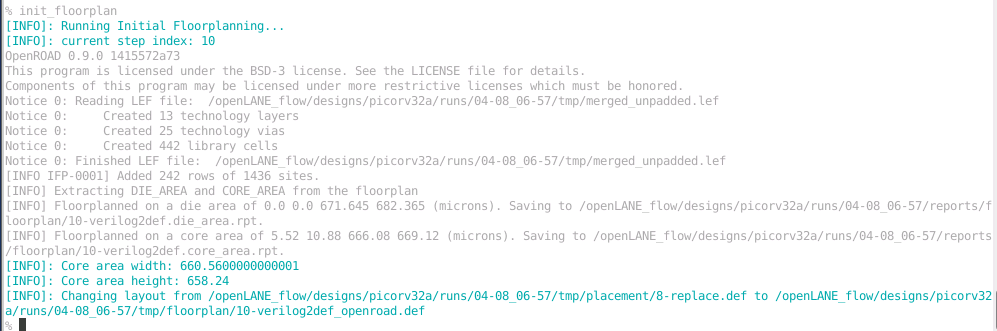 % init_floorplan
[INFO]: Running Initial Floorplanning...
[INFO]: current step index: 10
OpenROAD 0.9.0 1415572a73
This program is licensed under the BSD-3 license. See the LICENSE file for details.
Components of this program may be licensed under more restrictive licenses which must be honored.
Notice 0: Reading LEF file:  /openLANE_flow/designs/picorv32a/runs/04-08_06-57/tmp/merged_unpadded.lef
Notice 0:     Created 13 technology layers
Notice 0:     Created 25 technology vias
Notice 0:     Created 442 library cells
Notice 0: Finished LEF file:  /openLANE_flow/designs/picorv32a/runs/04-08_06-57/tmp/merged_unpadded.lef
[INFO IFP-0001] Added 242 rows of 1436 sites.
[INFO] Extracting DIE_AREA and CORE_AREA from the floorplan
[INFO] Floorplanned on a die area of 0.0 0.0 671.645 682.365 (microns). Saving to /openLANE_flow/designs/picorv32a/runs/04-08_06-57/reports/f
loorplan/10-verilog2def.die_area.rpt.
[INFO] Floorplanned on a core area of 5.52 10.88 666.08 669.12 (microns). Saving to /openLANE_flow/designs/picorv32a/runs/04-08_06-57/reports
/floorplan/10-verilog2def.core_area.rpt.
[INFO]: Core area width: 660.5600000000001
[INFO]: Core area height: 658.24
[INFO]: Changing layout from /openLANE_flow/designs/picorv32a/runs/04-08_06-57/tmp/placement/8-replace.def to /openLANE_flow/designs/picorv32
a/runs/04-08_06-57/tmp/floorplan/10-verilog2def_openroad.def
%